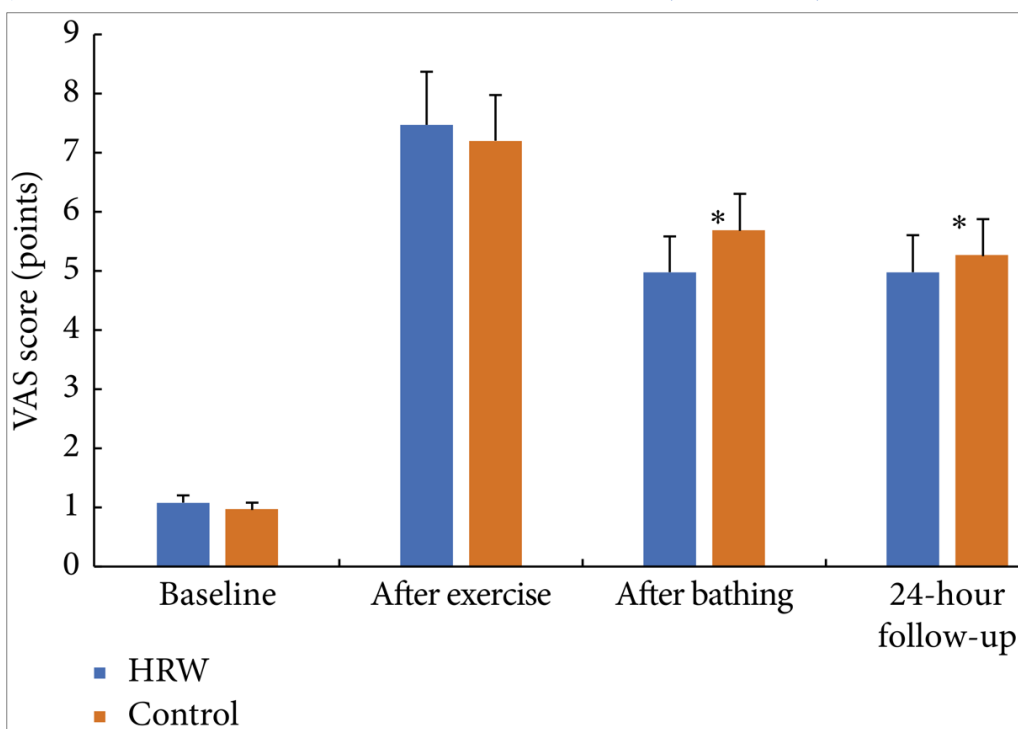 9
8
7
6
5
4
3
2
1
0
VAS score (points)
*
*
Baseline
After exercise
After bathing
24-hour
follow-up
HRW
Control